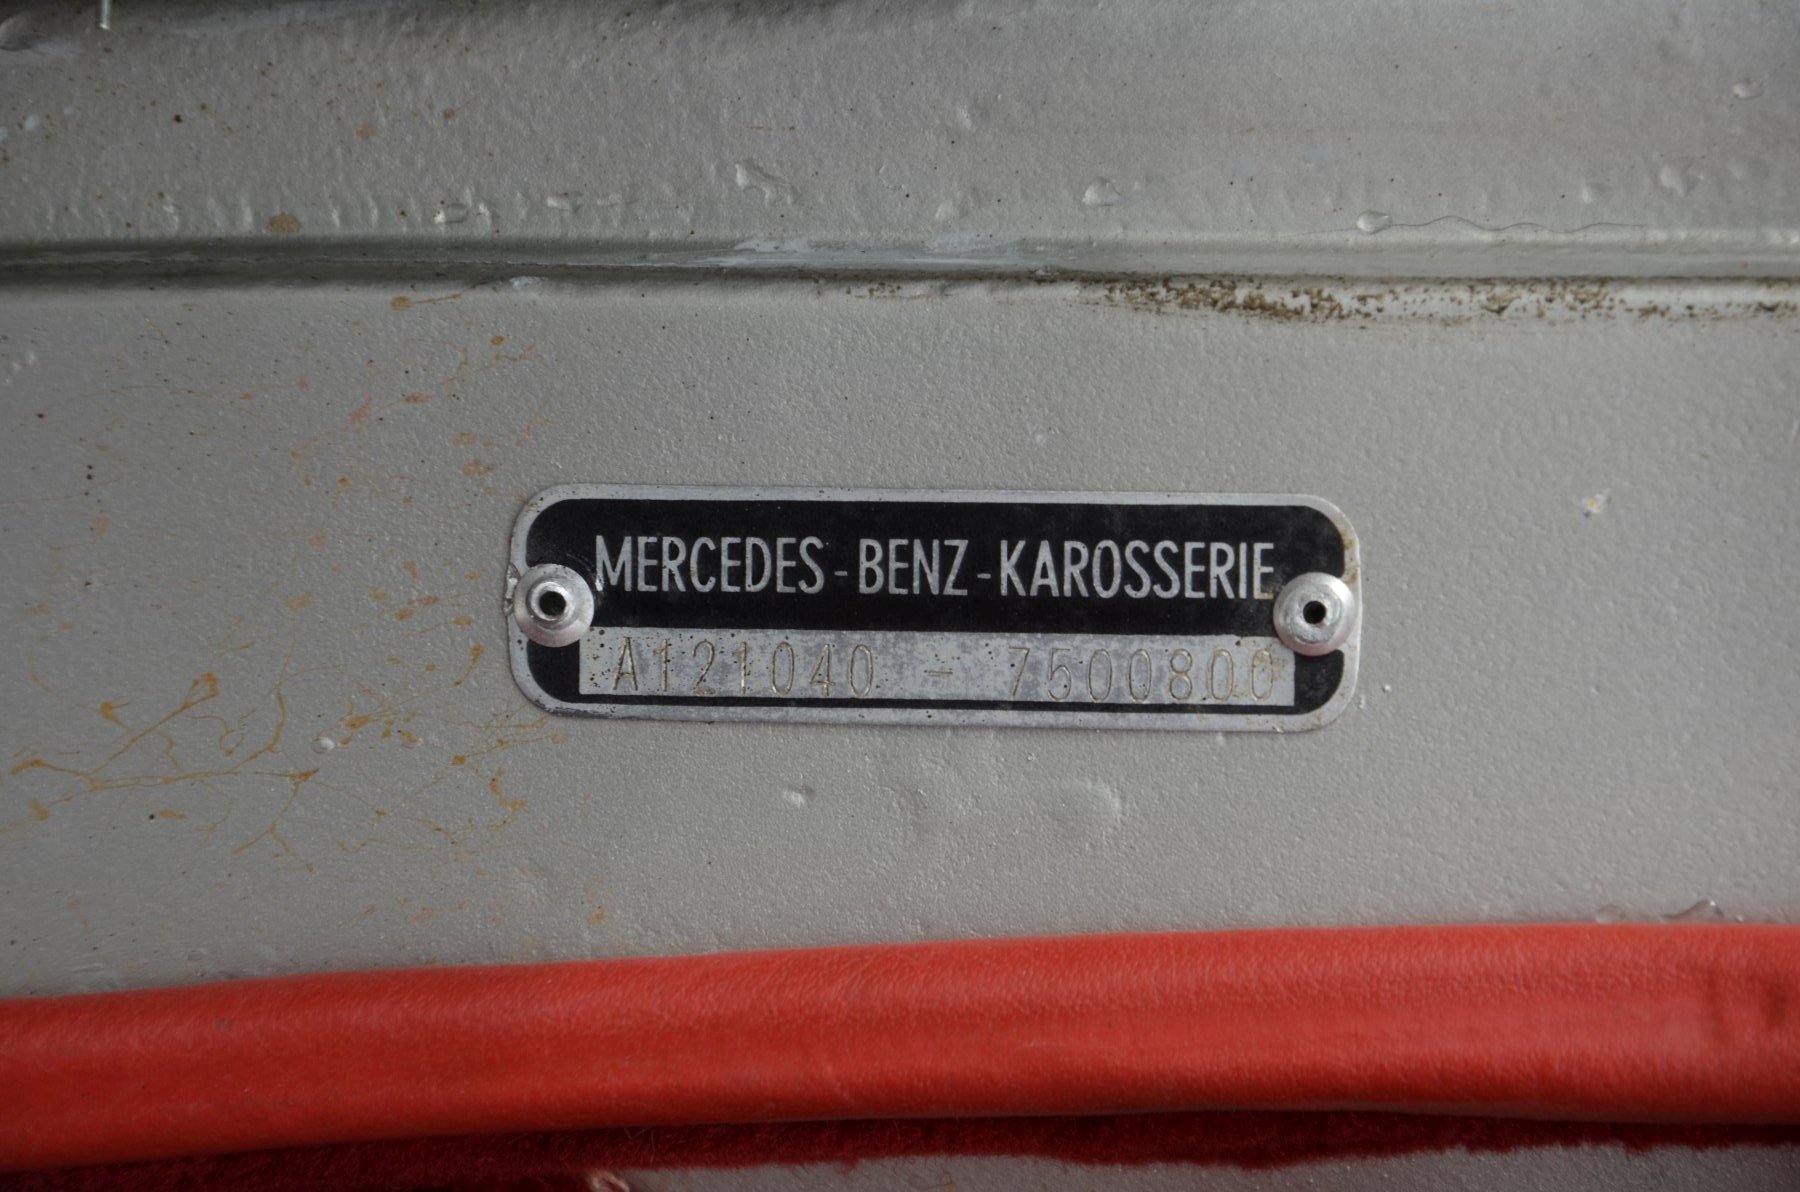 MERCEDES-BENZ-KAROSSERIE
A121040 - 7500800